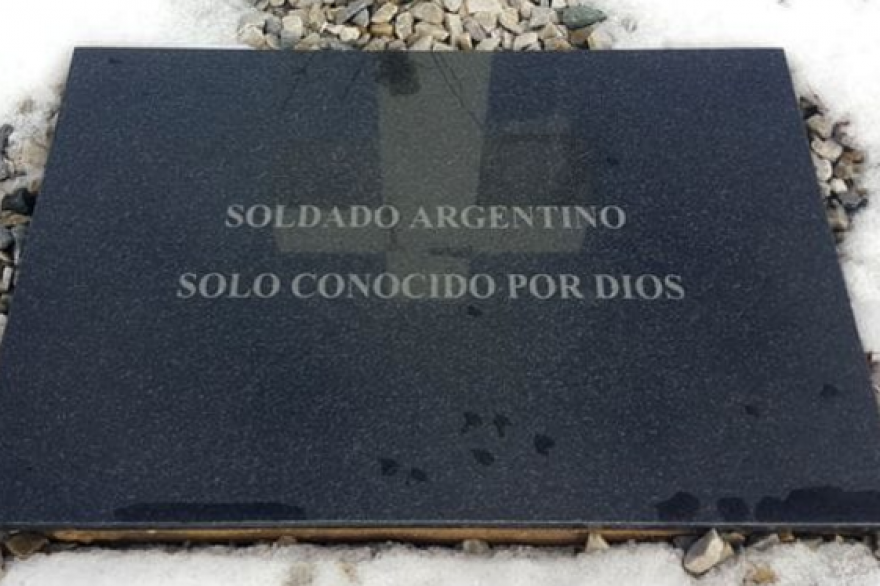 SOLDADO ARGENTINO
SOLO CONOCIDO POR DIOS